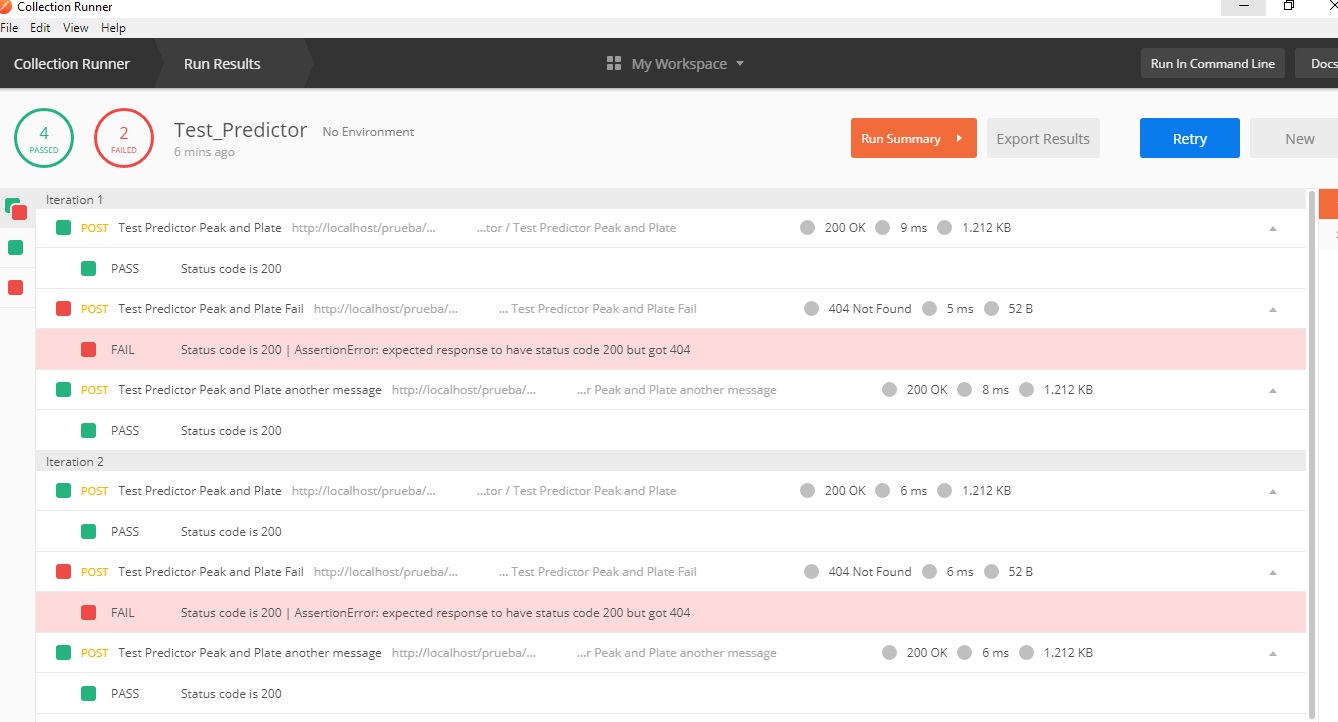 Collection Runner
File Edit View Help
Collection Runner Run Results My Workspace Run In Command Line Docs
4 PASSED 2 FAILED Test_Predictor No Environment Run Summary Export Results Retry New
6 mins ago
Iteration 1
POST Test Predictor Peak and Plate http://localhost/prueba/... ...tor / Test Predictor Peak and Plate 200 OK 9 ms 1.212 KB
PASS Status code is 200
POST Test Predictor Peak and Plate Fail http://localhost/prueba/... ... Test Predictor Peak and Plate Fail 404 Not Found 5 ms 52 B
FAIL Status code is 200 | AssertionError: expected response to have status code 200 but got 404
POST Test Predictor Peak and Plate another message http://localhost/prueba/... ...r Peak and Plate another message 200 OK 8 ms 1.212 KB
PASS Status code is 200
Iteration 2
POST Test Predictor Peak and Plate http://localhost/prueba/... ...tor / Test Predictor Peak and Plate 200 OK 6 ms 1.212 KB
PASS Status code is 200
POST Test Predictor Peak and Plate Fail http://localhost/prueba/... ... Test Predictor Peak and Plate Fail 404 Not Found 6 ms 52 B
FAIL Status code is 200 | AssertionError: expected response to have status code 200 but got 404
POST Test Predictor Peak and Plate another message http://localhost/prueba/... ...r Peak and Plate another message 200 OK 6 ms 1.212 KB
PASS Status code is 200